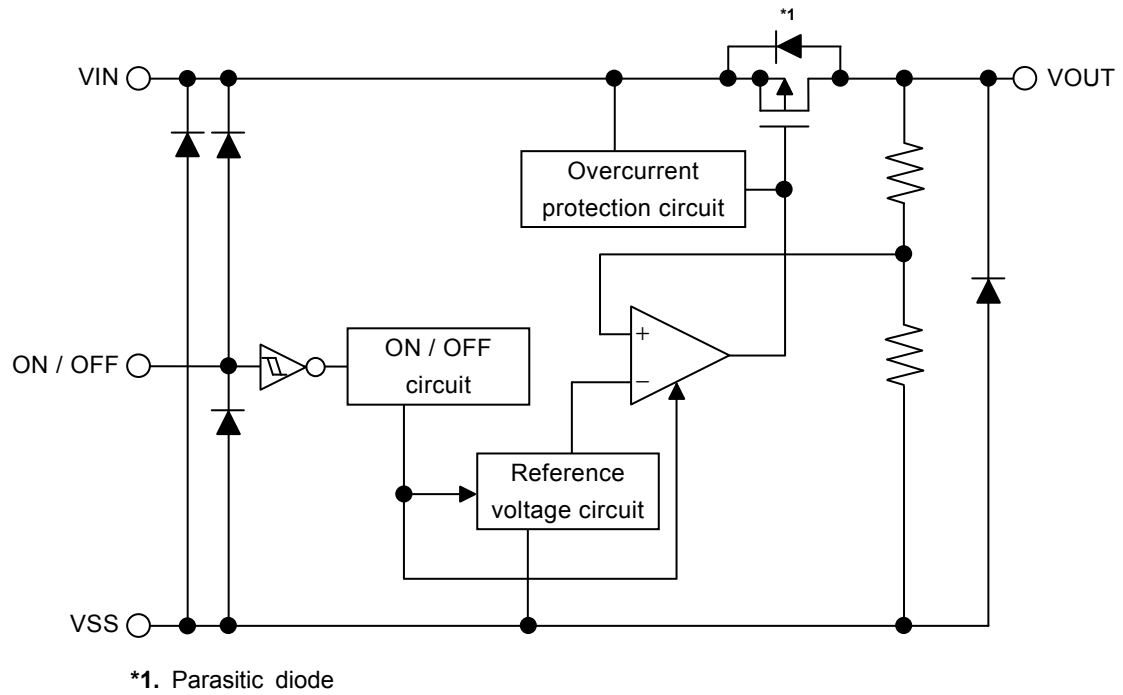 *1
VIN
VOUT
Overcurrent
protection circuit
+
−
ON / OFF
ON / OFF
circuit
Reference
voltage circuit
VSS
*1. Parasitic diode